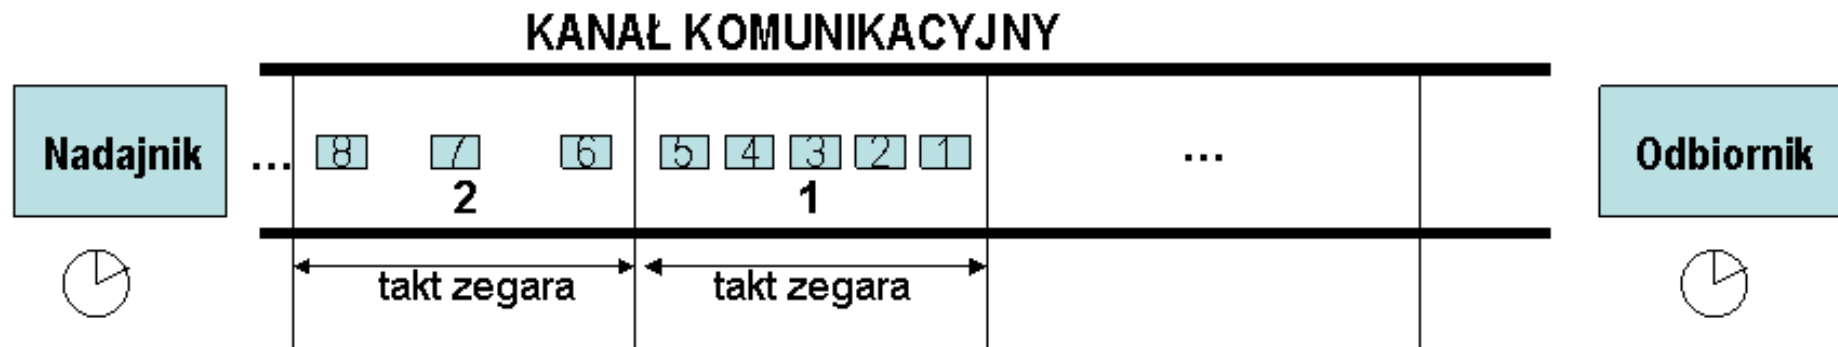 KANAŁ KOMUNIKACYJNY
Nadajnik ... 8 7 6 5 4 3 2 1 ... Odbiornik
2 1
takt zegara takt zegara